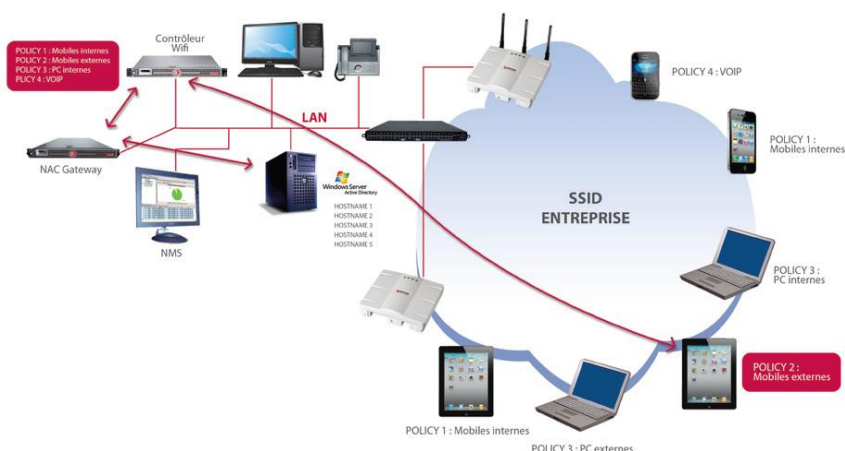 Contrôleur
Wifi
POLICY 1 : Mobiles internes
POLICY 2 : Mobiles externes
POLICY 3 : PC internes
PLICY 4 : VOIP
LAN
NAC Gateway
NMS
WindowsServer
Active Directory
HOSTNAME 1
HOSTNAME 2
HOSTNAME 3
HOSTNAME 4
HOSTNAME 5
SSID
ENTREPRISE
POLICY 4 : VOIP
POLICY 1 :
Mobiles internes
POLICY 3 :
PC internes
POLICY 2 :
Mobiles externes
POLICY 1 : Mobiles internes
POLICY 3 : PC externes